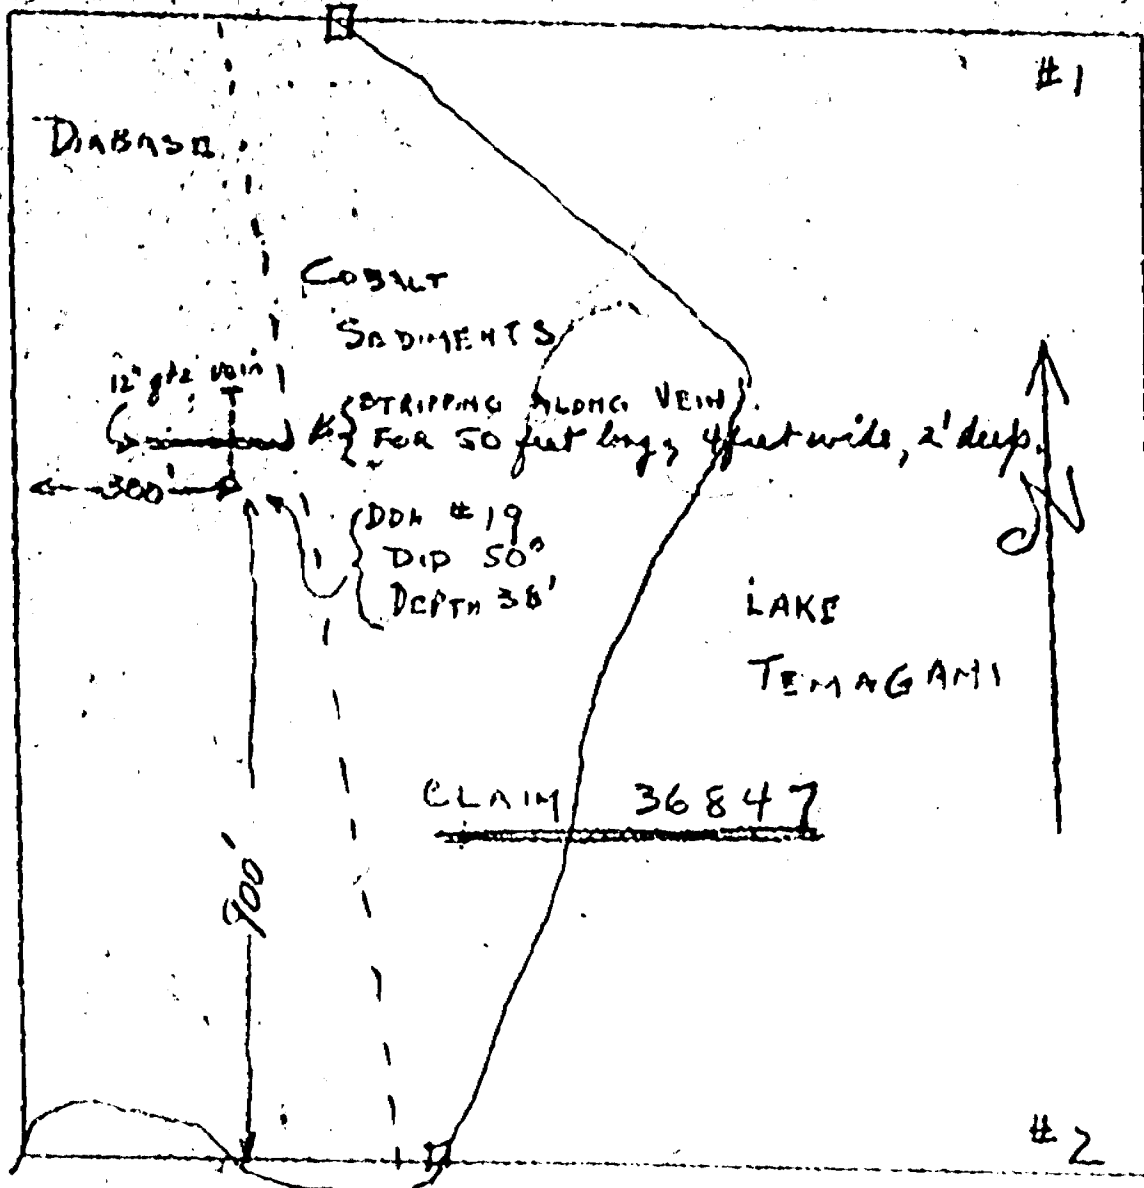 #1
DIABASE
COBALT
SEDIMENTS
12" qtz vein
STRIPPING ALONG VEIN
FOR 50 feet long, 4 feet wide, 2' deep.
300'
N
DDH #19
DIP 50°
DEPTH 38'
LAKE
TEMAGAMI
CLAIM 36847
900'
#2